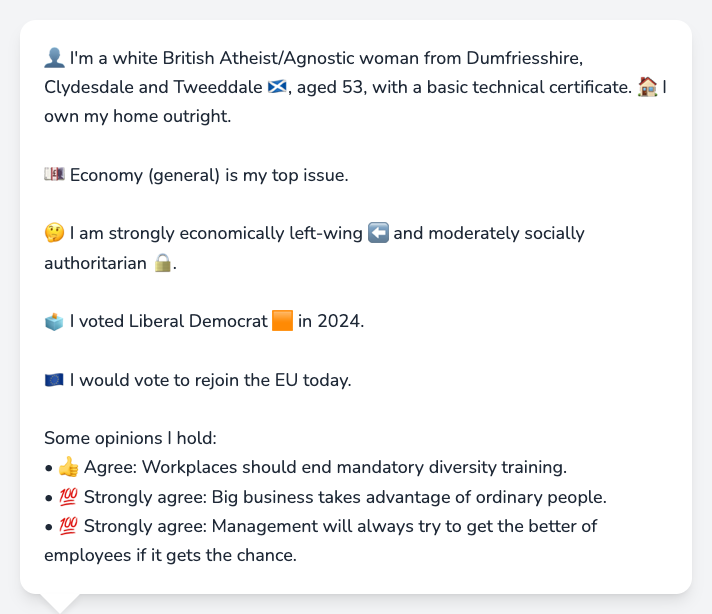 👤 I'm a white British Atheist/Agnostic woman from Dumfriesshire,
Clydesdale and Tweeddale 🏴󠁧󠁢󠁳󠁣󠁴󠁿, aged 53, with a basic technical certificate. 🏠 I
own my home outright.
💷 Economy (general) is my top issue.
🤔 I am strongly economically left-wing ⬅️ and moderately socially
authoritarian 🔒.
🗳️ I voted Liberal Democrat 🟧 in 2024.
🇪🇺 I would vote to rejoin the EU today.
Some opinions I hold:
• 👍 Agree: Workplaces should end mandatory diversity training.
• 💯 Strongly agree: Big business takes advantage of ordinary people.
• 💯 Strongly agree: Management will always try to get the better of
employees if it gets the chance.